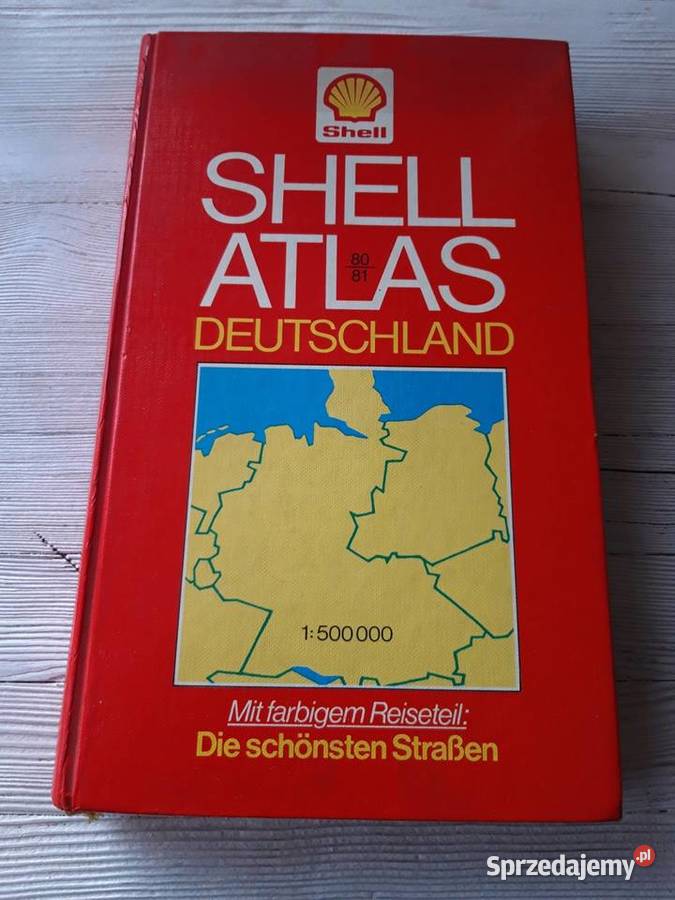 Shell
SHELL
ATLAS
80
81
DEUTSCHLAND
1:500 000
Mit farbigem Reiseteil:
Die schönsten Straßen
Sprzedajemy.pl